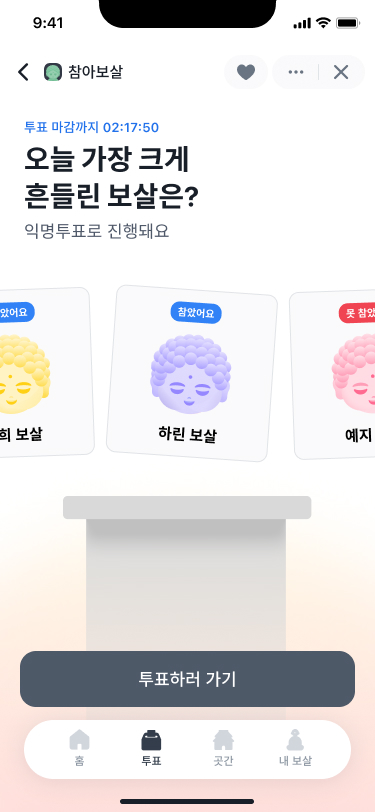 9:41
참아보살
투표 마감까지 02:17:50
오늘 가장 크게
흔들린 보살은?
익명투표로 진행돼요
참았어요
하린 보살
희 보살
예지
투표하러 가기
홈
투표
곳간
내 보살